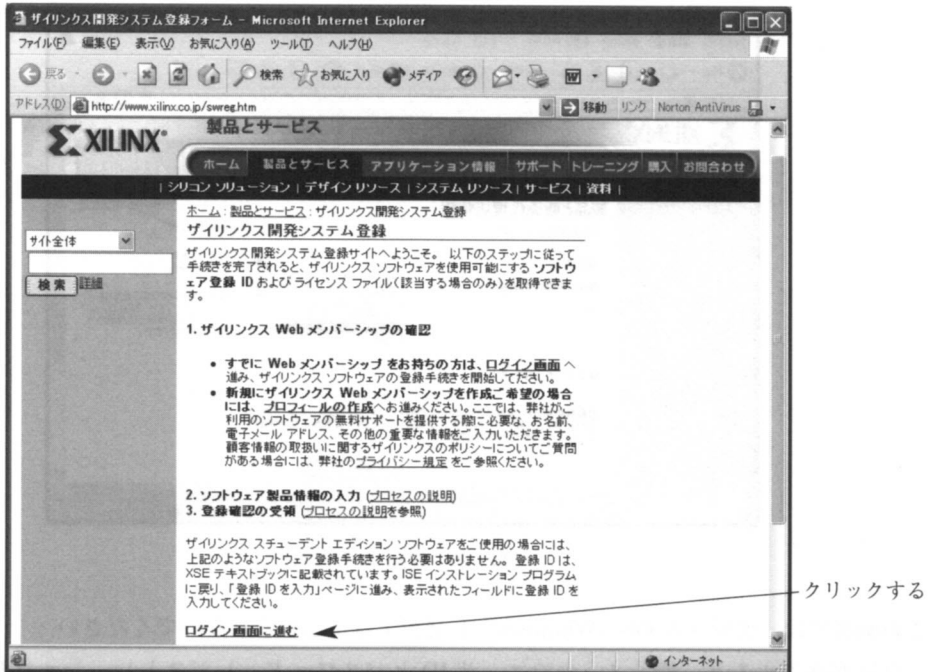 ザイリンクス開発システム登録フォーム - Microsoft Internet Explorer
ファイル(F) 編集(E) 表示(V) お気に入り(A) ツール(T) ヘルプ(H)
戻る 検索 お気に入り メディア
アドレス(D) http://www.xilinx.co.jp/swreg.htm 移動 リンク Norton AntiVirus
XILINX® 製品とサービス
ホーム 製品とサービス アプリケーション情報 サポート トレーニング 購入 お問合わせ
| シリコン ソリューション | デザイン リソース | システム リソース | サービス | 資料 |
ホーム : 製品とサービス : ザイリンクス開発システム登録
サイト全体
検索 詳細
ザイリンクス開発システム登録
ザイリンクス開発システム登録サイトへようこそ。 以下のステップに従って
手続きを完了されると、ザイリンクス ソフトウェアを使用可能にする ソフトウ
ェア登録 ID および ライセンス ファイル(該当する場合のみ)を取得できま
す。
1. ザイリンクス Web メンバーシップの確認
• すでに Web メンバーシップ をお持ちの方は、ログイン画面 へ
進み、ザイリンクス ソフトウェアの登録手続きを開始してださい。
• 新規にザイリンクス Web メンバーシップを作成ご希望の場合
には、プロフィールの作成へお進みください。ここでは、弊社がご
利用のソフトウェアの無料サポートを提供する際に必要な、お名前、
電子メール アドレス、その他の重要な情報をご入力いただきます。
顧客情報の取扱いに関するザイリンクスのポリシーについてご質問
がある場合には、弊社のプライバシー規定 をご参照ください。
2. ソフトウェア製品情報の入力 (プロセスの説明)
3. 登録確認の受領 (プロセスの説明を参照)
ザイリンクス スチューデント エディション ソフトウェアをご使用の場合には、
上記のようなソフトウェア登録手続きを行う必要はありません。 登録 ID は、
XSE テキストブックに記載されています。ISE インストレーション プログラム
に戻り、「登録 ID を入力」ページに進み、表示されたフィールドに登録 ID を
入力してください。
ログイン画面に進む
クリックする
インターネット